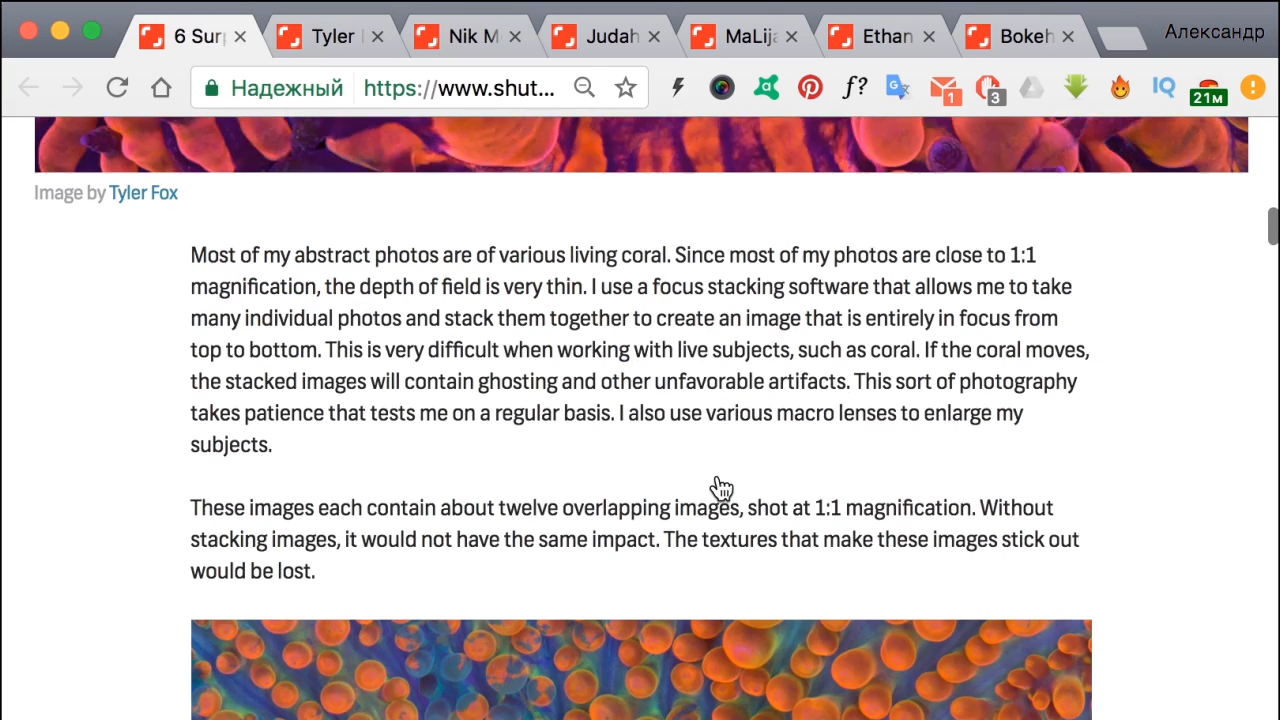 6 Sur
Tyler
Nik M
Judah
MaLija
Ethan
Bokeh
Александр
Надежный
https://www.shut...
f?
1
3
IQ
21м
Image by Tyler Fox
Most of my abstract photos are of various living coral. Since most of my photos are close to 1:1
magnification, the depth of field is very thin. I use a focus stacking software that allows me to take
many individual photos and stack them together to create an image that is entirely in focus from
top to bottom. This is very difficult when working with live subjects, such as coral. If the coral moves,
the stacked images will contain ghosting and other unfavorable artifacts. This sort of photography
takes patience that tests me on a regular basis. I also use various macro lenses to enlarge my
subjects.
These images each contain about twelve overlapping images, shot at 1:1 magnification. Without
stacking images, it would not have the same impact. The textures that make these images stick out
would be lost.